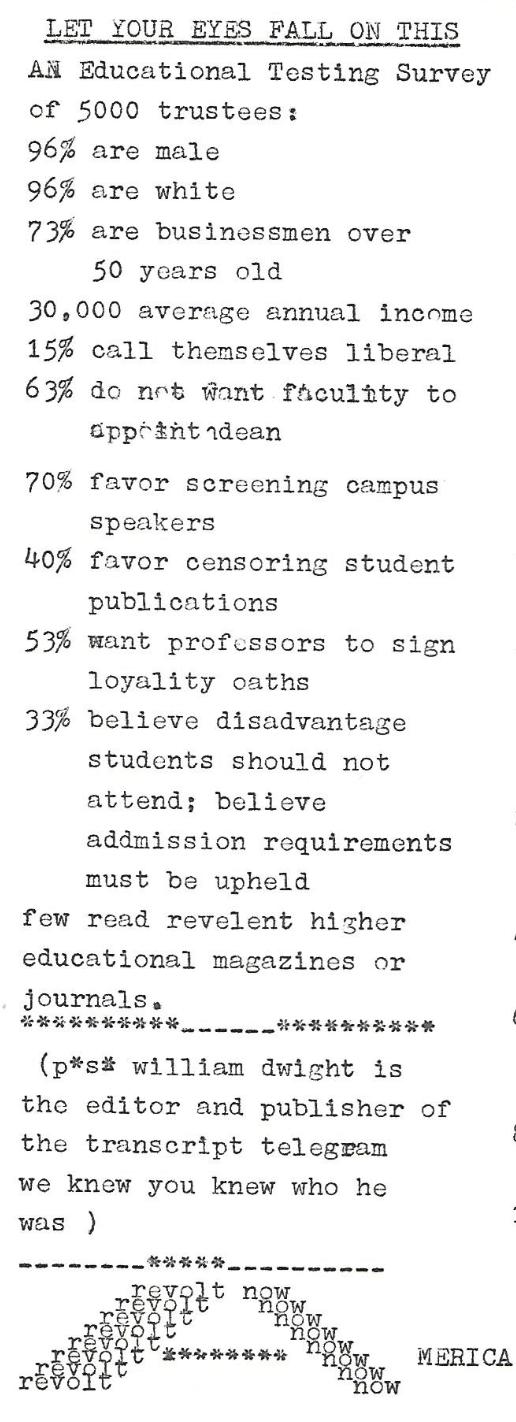 LET YOUR EYES FALL ON THIS
AN Educational Testing Survey
of 5000 trustees:
96% are male
96% are white
73% are businessmen over
50 years old
30,000 average annual income
15% call themselves liberal
63% do not want facultity to
appoint dean
70% favor screening campus
speakers
40% favor censoring student
publications
53% want professors to sign
loyality oaths
33% believe disadvantage
students should not
attend; believe
addmission requirements
must be upheld
few read revelent higher
educational magazines or
journals.
**********______**********
(p*s* william dwight is
the editor and publisher of
the transcript telegram
we knew you knew who he
was )
________*****__________
revolt now
revolt now
revolt now
revolt now
revolt now
revolt ******** now MERICA
revolt now
revolt now